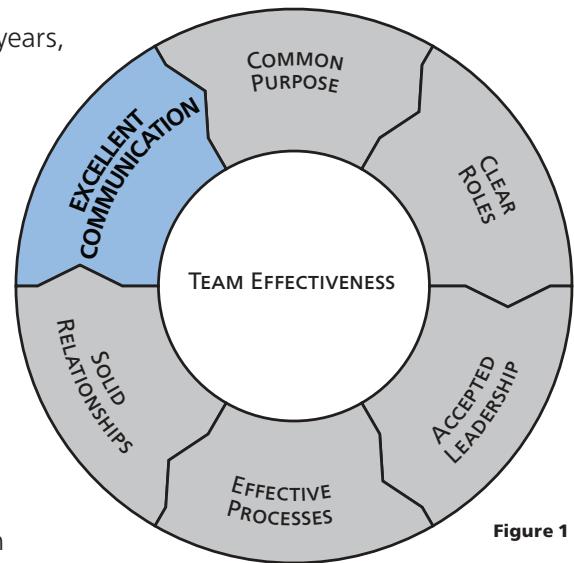 years,
COMMON
PURPOSE
CLEAR
ROLES
ACCEPTED
LEADERSHIP
EFFECTIVE
PROCESSES
SOLID
RELATIONSHIPS
EXCELLENT
COMMUNICATION
TEAM EFFECTIVENESS
Figure 1